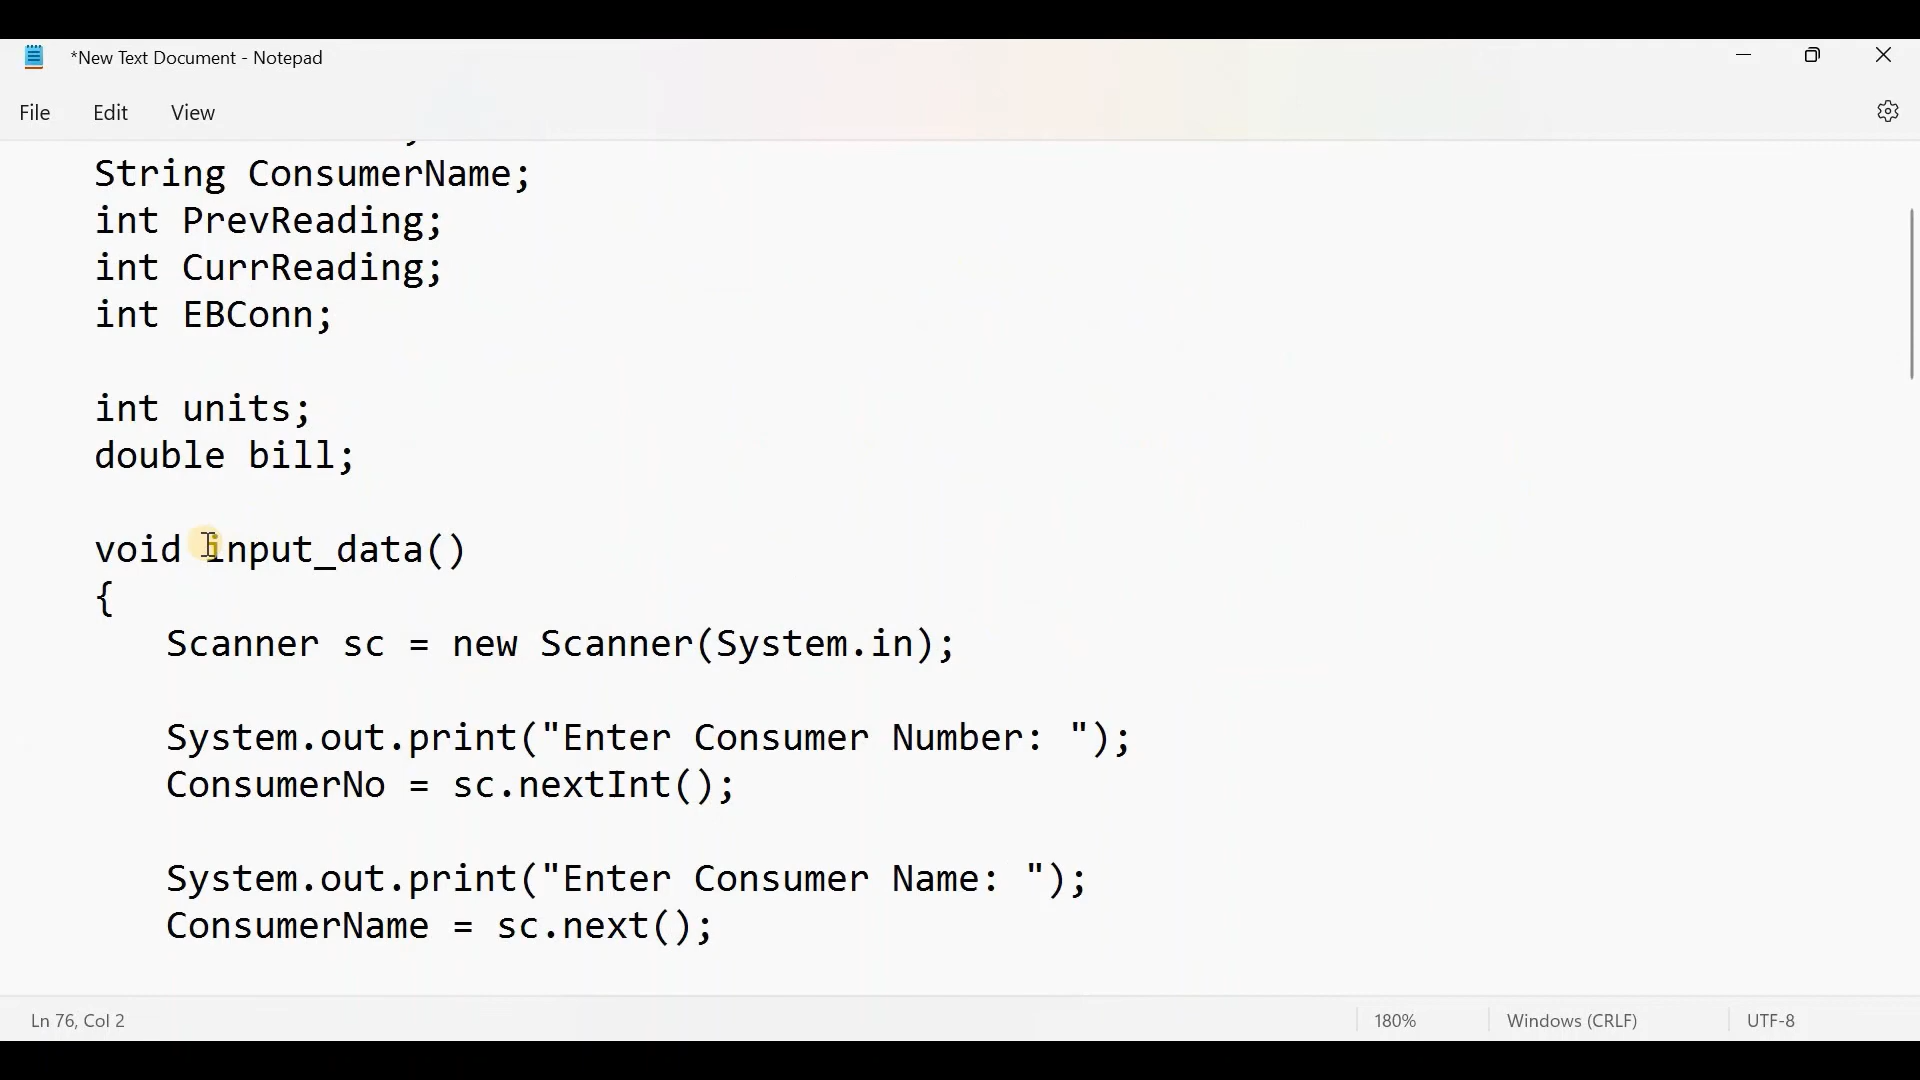 *New Text Document - Notepad
File Edit View
String ConsumerName;
int PrevReading;
int CurrReading;
int EBConn;
int units;
double bill;
void input_data()
{
Scanner sc = new Scanner(System.in);
System.out.print("Enter Consumer Number: ");
ConsumerNo = sc.nextInt();
System.out.print("Enter Consumer Name: ");
ConsumerName = sc.next();
Ln 76, Col 2 180% Windows (CRLF) UTF-8